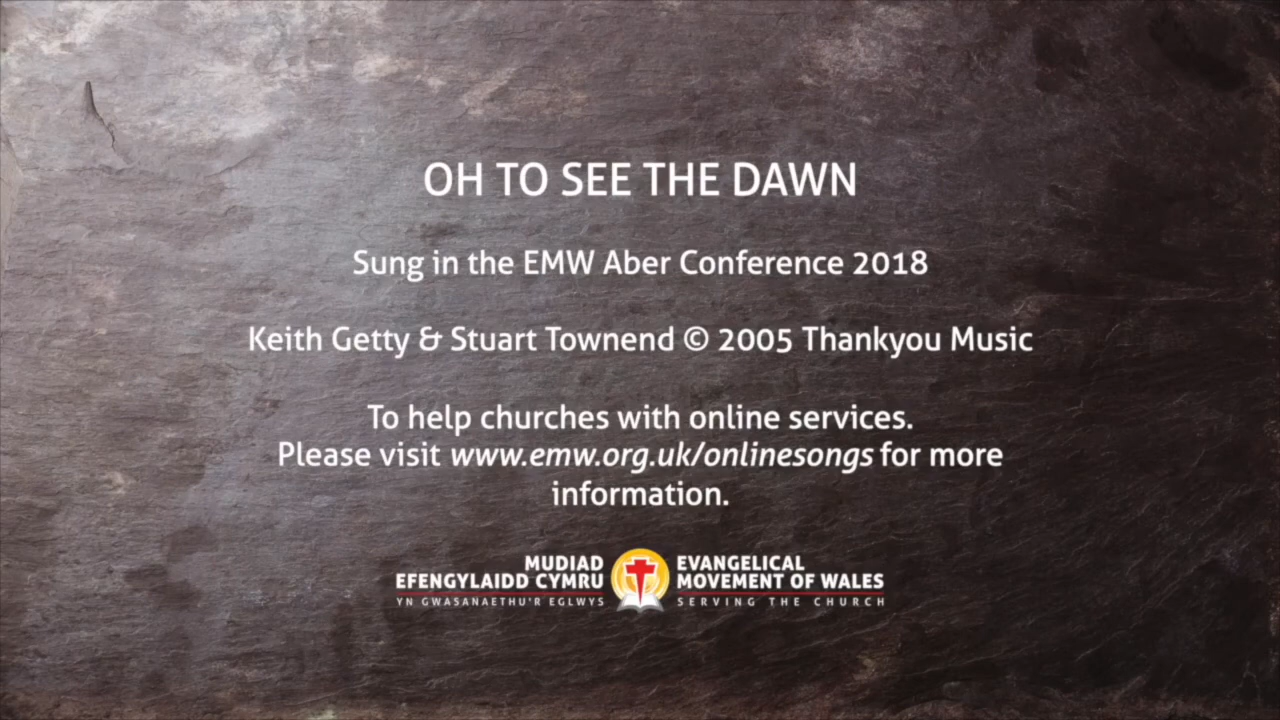 OH TO SEE THE DAWN
Sung in the EMW Aber Conference 2018
Keith Getty & Stuart Townend © 2005 Thankyou Music
To help churches with online services.
Please visit www.emw.org.uk/onlinesongs for more
information.
MUDIAD
EFENGYLAIDD CYMRU
YN GWASANAETHU'R EGLWYS
EVANGELICAL
MOVEMENT OF WALES
SERVING THE CHURCH